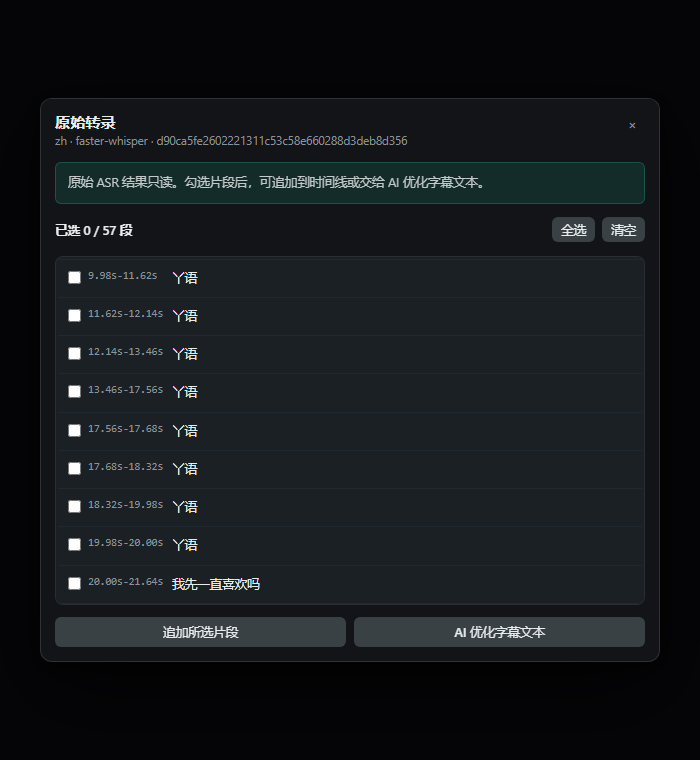 原始转录
×
zh · faster-whisper · d90ca5fe2602221311c53c58e660288d3deb8d356
原始 ASR 结果只读。勾选片段后，可追加到时间线或交给 AI 优化字幕文本。
已选 0 / 57 段 全选 清空
9.98s-11.62s 丫语
11.62s-12.14s 丫语
12.14s-13.46s 丫语
13.46s-17.56s 丫语
17.56s-17.68s 丫语
17.68s-18.32s 丫语
18.32s-19.98s 丫语
19.98s-20.00s 丫语
20.00s-21.64s 我先一直喜欢吗
追加所选片段 AI 优化字幕文本